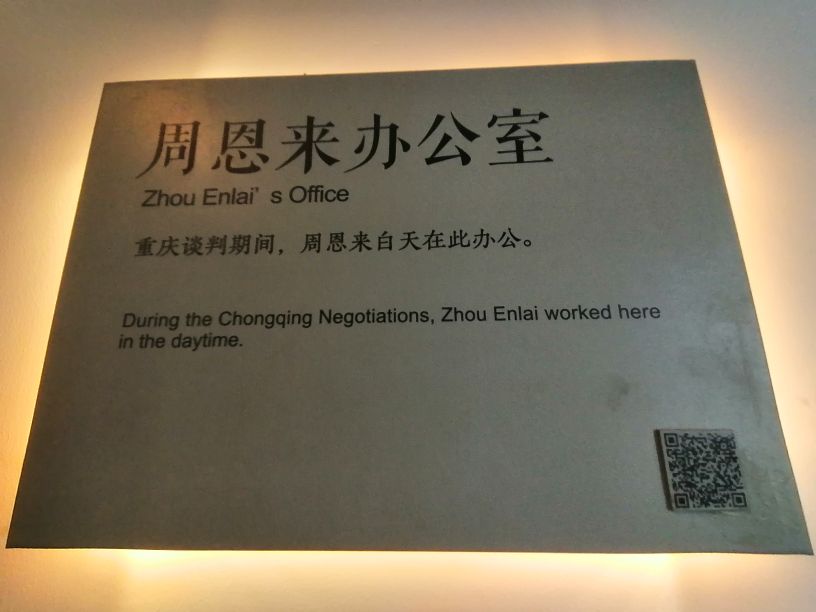 周恩来办公室
Zhou Enlai’ s Office
重庆谈判期间，周恩来白天在此办公。
During the Chongqing Negotiations, Zhou Enlai worked here
in the daytime.